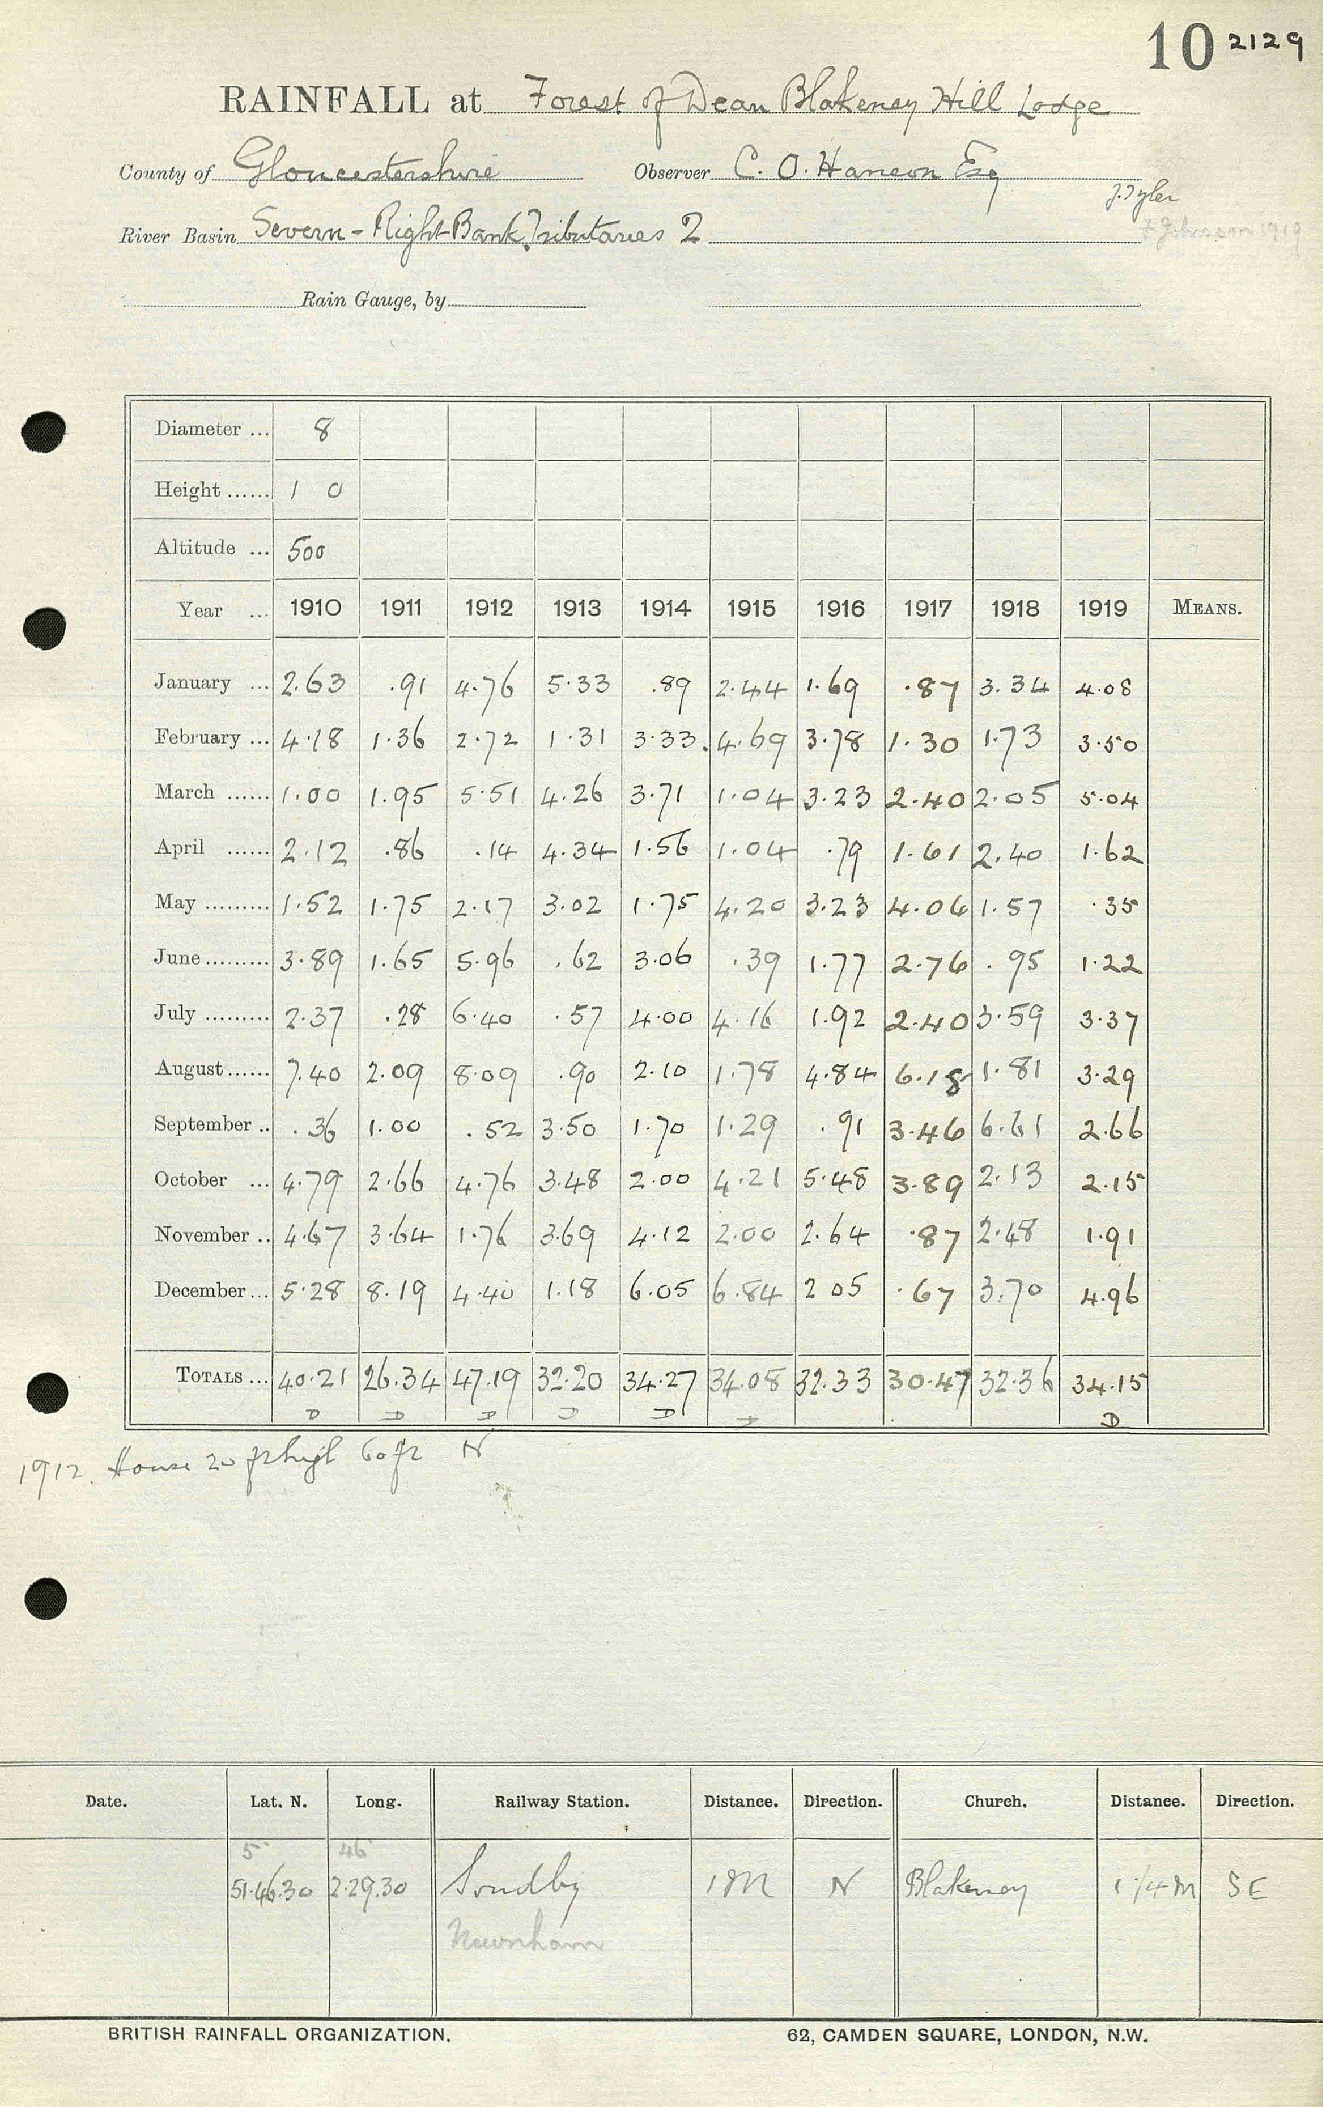 10 2129
RAINFALL at Forest of Dean Blakeney Hill Lodge
County of Gloucestershire Observer C. O. Hanson Esq
J. Tyler
River Basin Severn - Right Bank Tributaries 2 F Johnson 1919
Rain Gauge, by
Diameter ... 8
Height ...... 1 0
Altitude ... 500
Year ... 1910 1911 1912 1913 1914 1915 1916 1917 1918 1919 MEANS.
January ... 2.63 .91 4.76 5.33 .89 2.44 1.69 .87 3.34 4.08
February ... 4.18 1.36 2.72 1.31 3.33 4.69 3.78 1.30 1.73 3.50
March ...... 1.00 1.95 5.51 4.26 3.71 1.04 3.23 2.40 2.05 5.04
April ...... 2.12 .86 .14 4.34 1.56 1.04 .79 1.61 2.40 1.62
May ......... 1.52 1.75 2.17 3.02 1.75 4.20 3.23 4.06 1.57 .35
June ......... 3.89 1.65 5.96 .62 3.06 .39 1.77 2.76 .95 1.22
July ......... 2.37 .28 6.40 .57 4.00 4.16 1.92 2.40 3.59 3.37
August ...... 7.40 2.09 8.09 .90 2.10 1.78 4.84 6.18 1.81 3.29
September .. .36 1.00 .52 3.50 1.70 1.29 .91 3.46 6.61 2.66
October ... 4.79 2.66 4.76 3.48 2.00 4.21 5.48 3.89 2.13 2.15
November .. 4.67 3.64 1.76 3.69 4.12 2.00 2.64 .87 2.48 1.91
December ... 5.28 8.19 4.40 1.18 6.05 6.84 2 05 .67 3.70 4.96
TOTALS ... 40.21 26.34 47.19 32.20 34.27 34.08 32.33 30.47 32.36 34.15
D D D D D D D
1912. House 20 ft high 60 ft N
Date. Lat. N. Long. Railway Station. Distance. Direction. Church. Distance. Direction.
5 46
51.46.30 2.29.30 Soudley 1 M N Blakeney 1 1/4 M SE
Newnham
BRITISH RAINFALL ORGANIZATION. 62, CAMDEN SQUARE, LONDON, N.W.